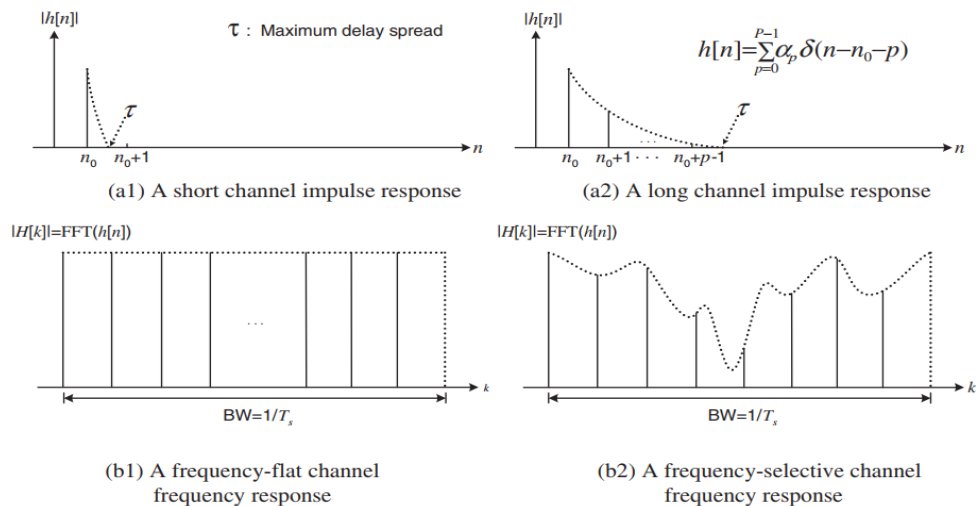 |h[n]|
τ : Maximum delay spread
τ
n₀
n₀+1
n
(a1) A short channel impulse response
|h[n]|
h[n]=∑_{p=0}^{P−1} α_p δ(n−n₀−p)
τ
...
...
n₀
n₀+1
···
n₀+p-1
n
(a2) A long channel impulse response
|H[k]|=FFT(h[n])
...
k
BW=1/Tₛ
(b1) A frequency-flat channel
frequency response
|H[k]|=FFT(h[n])
k
BW=1/Tₛ
(b2) A frequency-selective channel
frequency response